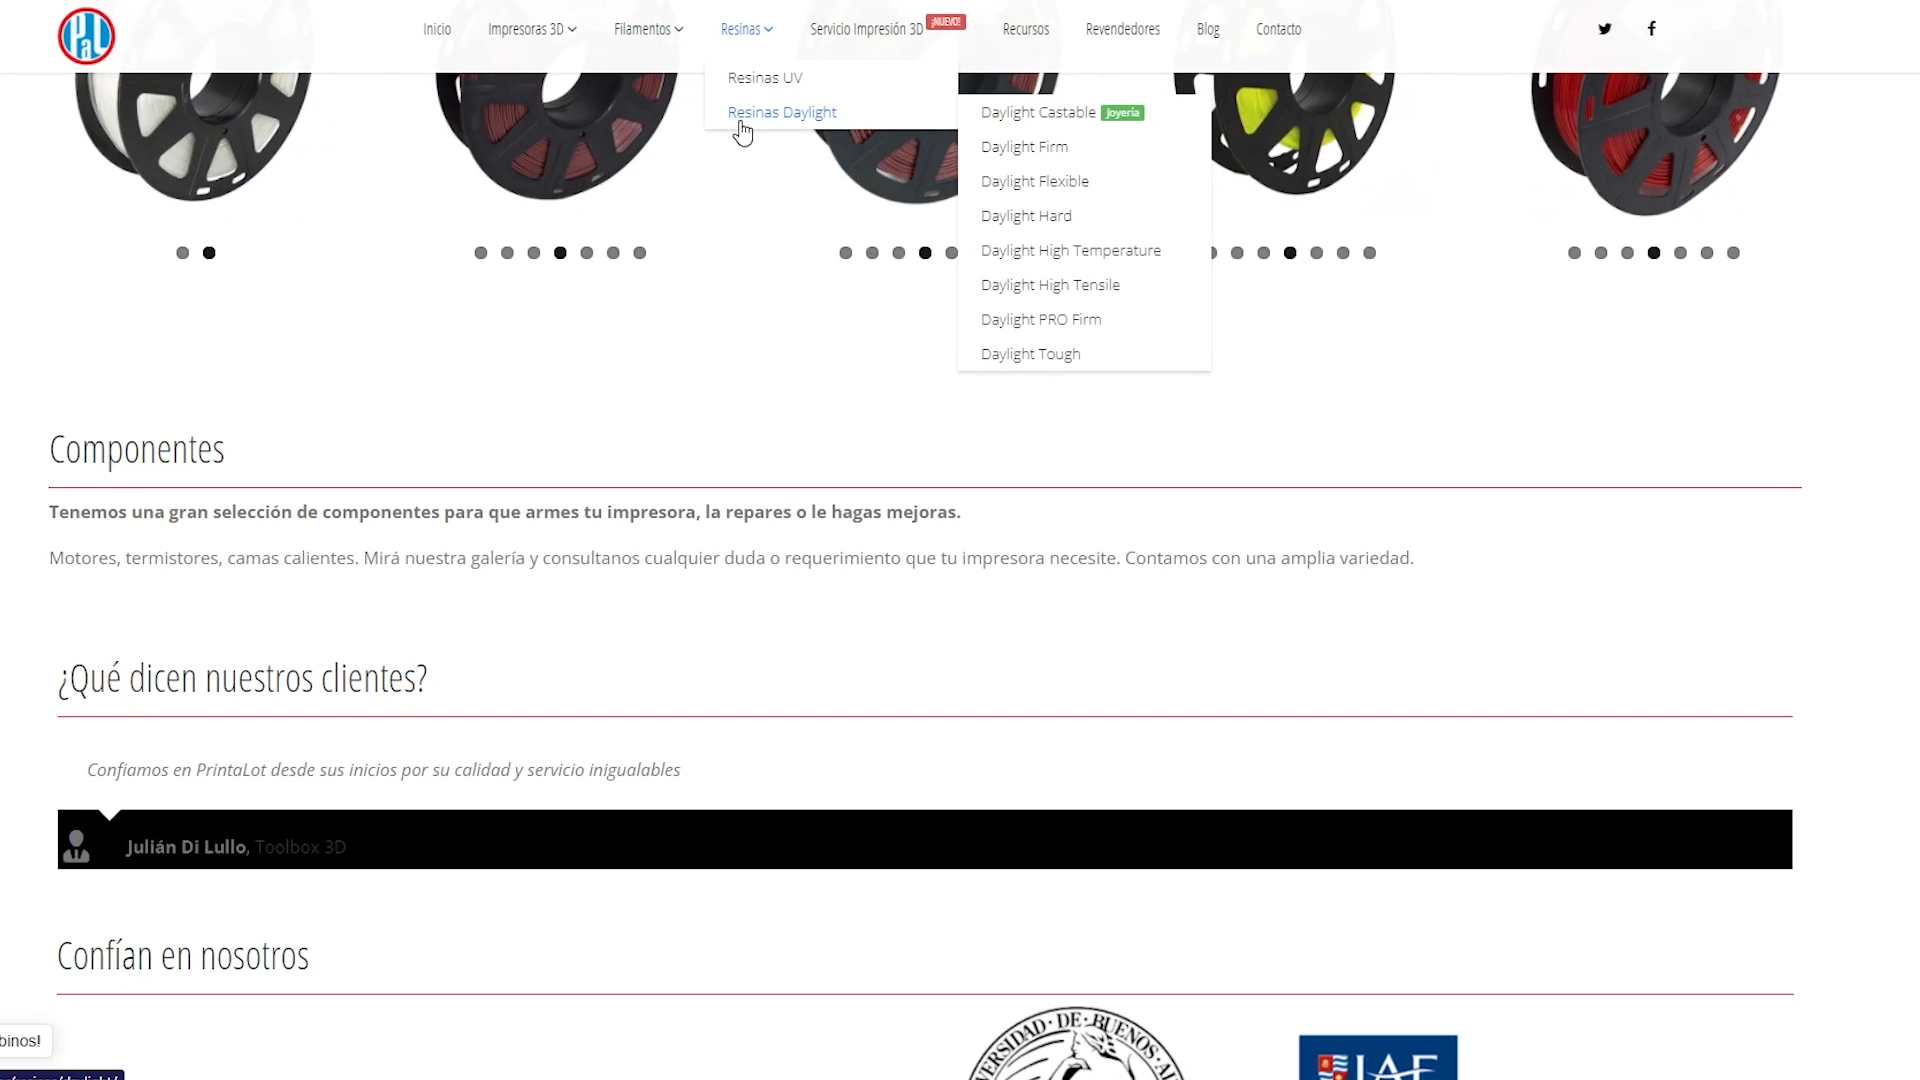 PaL
Inicio
Impresoras 3D
Filamentos
Resinas
Servicio Impresión 3D
¡NUEVO!
Recursos
Revendedores
Blog
Contacto
Resinas UV
Resinas Daylight
Daylight Castable Joyería
Daylight Firm
Daylight Flexible
Daylight Hard
Daylight High Temperature
Daylight High Tensile
Daylight PRO Firm
Daylight Tough
Componentes
Tenemos una gran selección de componentes para que armes tu impresora, la repares o le hagas mejoras.
Motores, termistores, camas calientes. Mirá nuestra galería y consultanos cualquier duda o requerimiento que tu impresora necesite. Contamos con una amplia variedad.
¿Qué dicen nuestros clientes?
Confiamos en PrintaLot desde sus inicios por su calidad y servicio inigualables
Julián Di Lullo, Toolbox 3D
Confían en nosotros
DE BUENOS
IAE
binos!